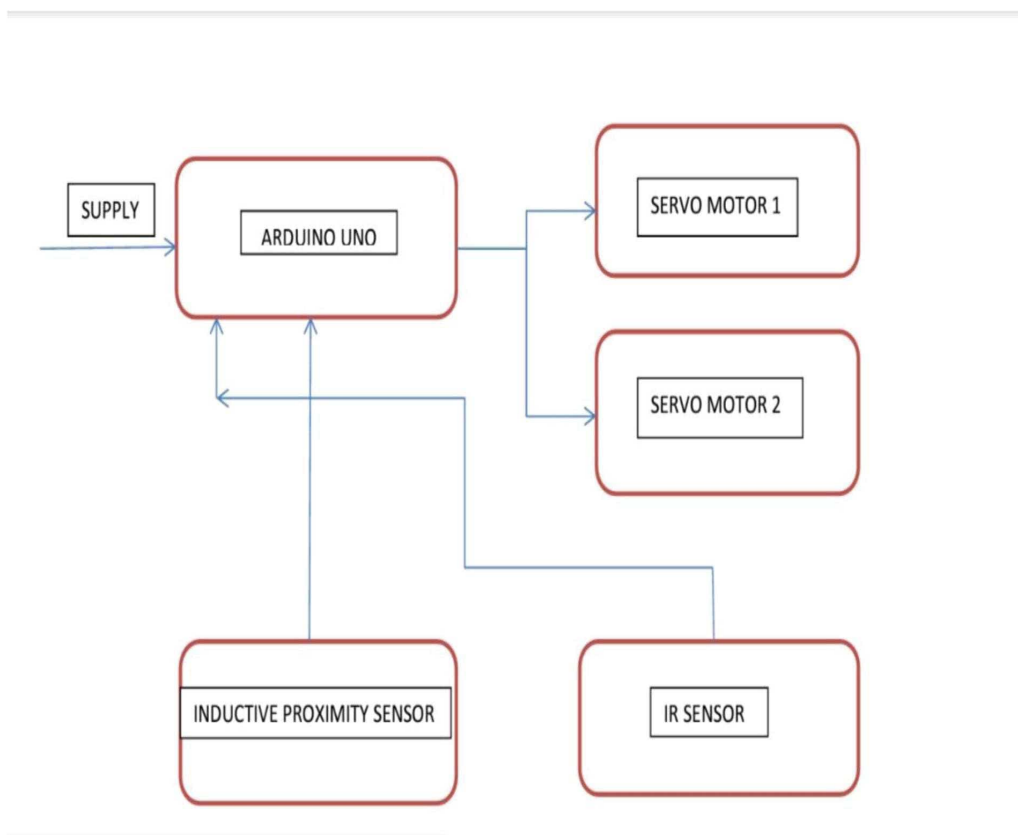 SUPPLY
ARDUINO UNO
SERVO MOTOR 1
SERVO MOTOR 2
INDUCTIVE PROXIMITY SENSOR
IR SENSOR